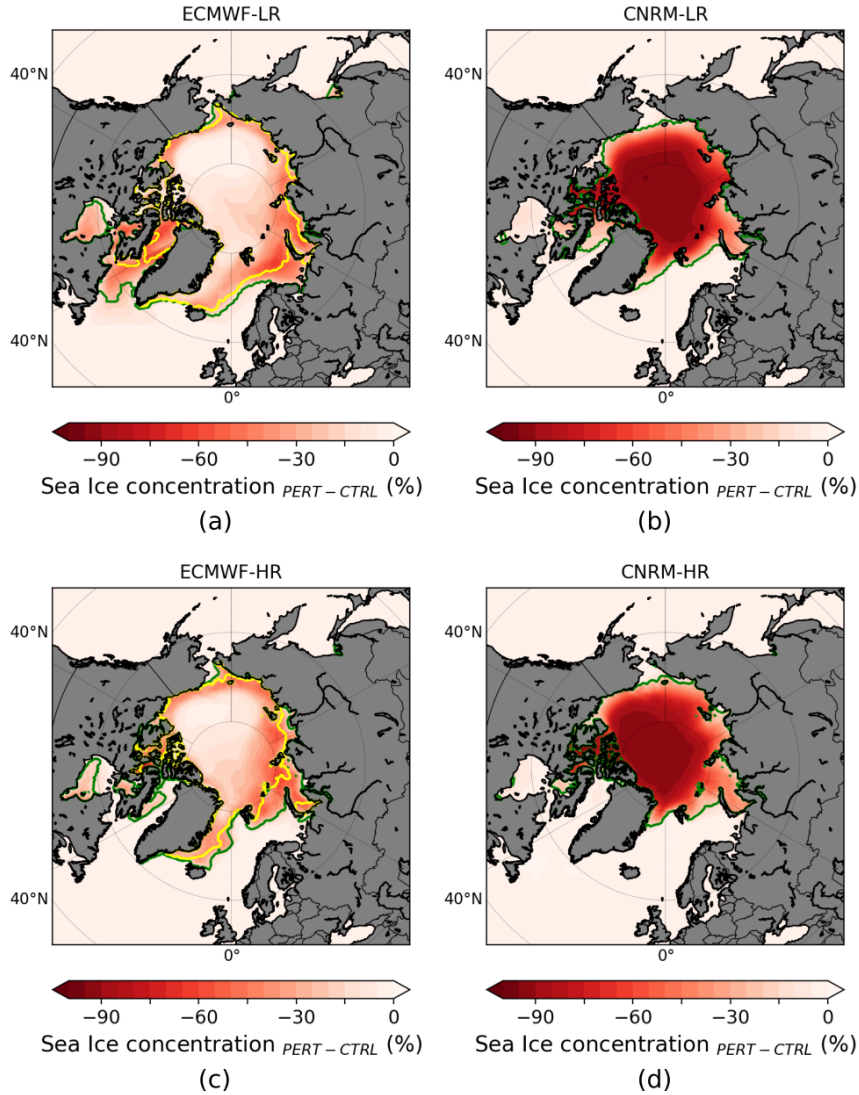 ECMWF-LR
CNRM-LR
40°N
40°N
40°N
40°N
0°
0°
−90 −60 −30 0
−90 −60 −30 0
Sea Ice concentration PERT−CTRL (%)
Sea Ice concentration PERT−CTRL (%)
(a)
(b)
ECMWF-HR
CNRM-HR
40°N
40°N
40°N
40°N
0°
0°
−90 −60 −30 0
−90 −60 −30 0
Sea Ice concentration PERT−CTRL (%)
Sea Ice concentration PERT−CTRL (%)
(c)
(d)